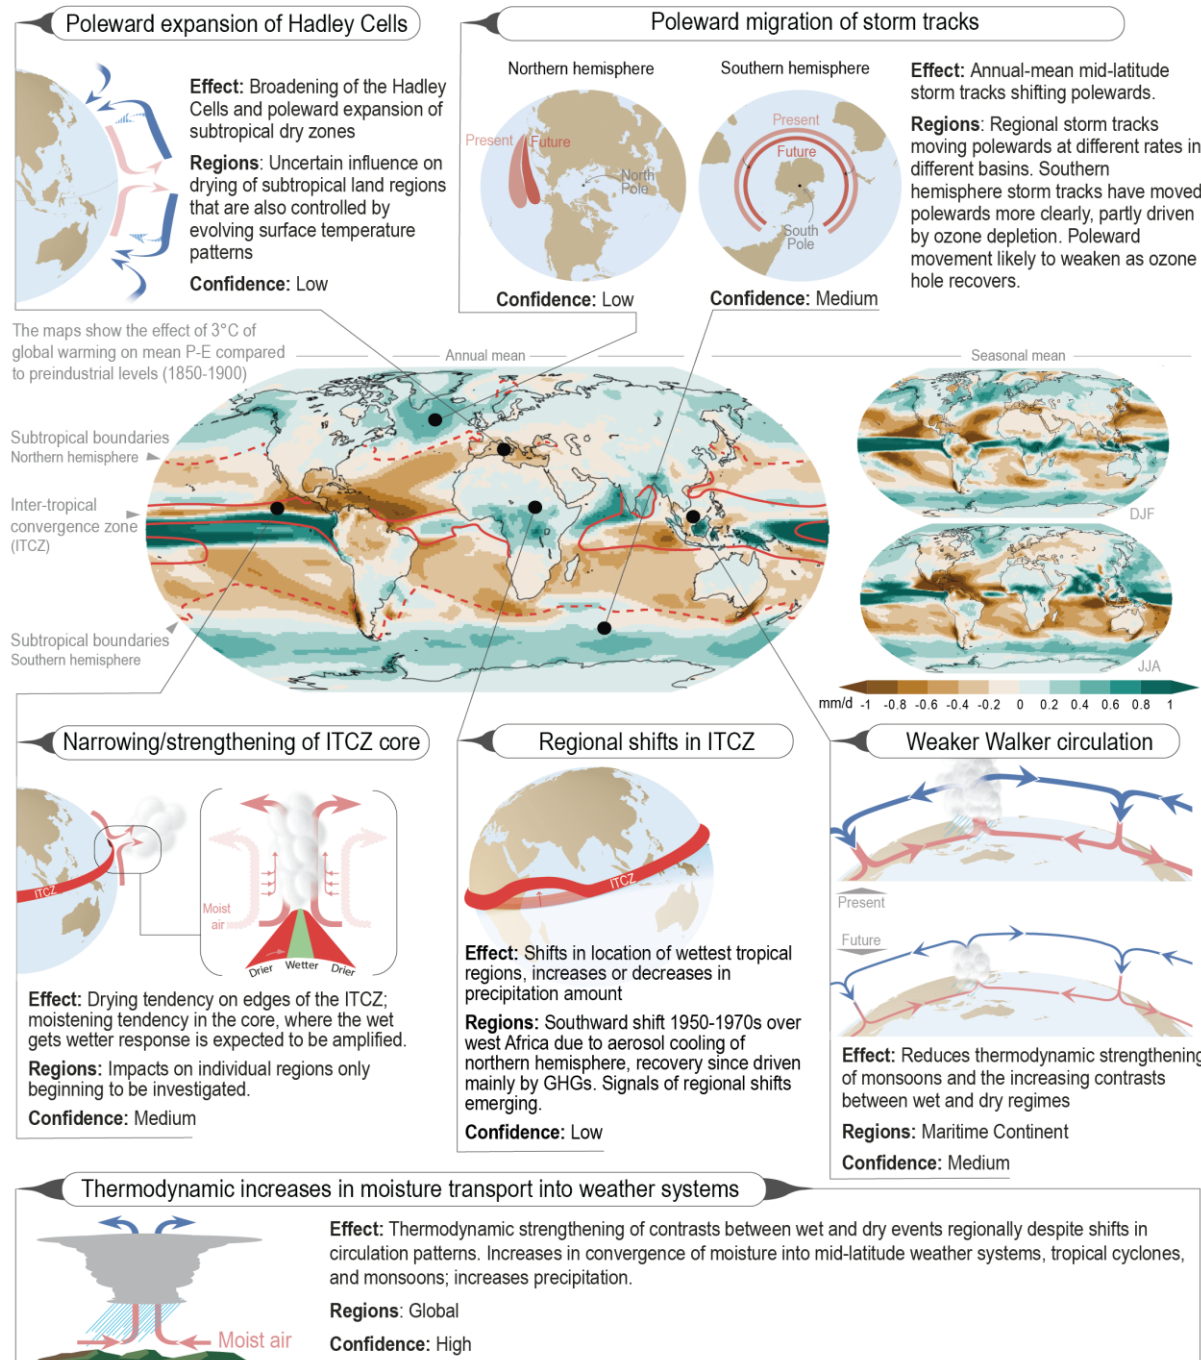 Poleward expansion of Hadley Cells
Effect: Broadening of the Hadley
Cells and poleward expansion of
subtropical dry zones
Regions: Uncertain influence on
drying of subtropical land regions
that are also controlled by
evolving surface temperature
patterns
Confidence: Low
Poleward migration of storm tracks
Northern hemisphere
Present
Future
North
Pole
Confidence: Low
Southern hemisphere
Present
Future
South
Pole
Confidence: Medium
Effect: Annual-mean mid-latitude
storm tracks shifting polewards.
Regions: Regional storm tracks
moving polewards at different rates in
different basins. Southern
hemisphere storm tracks have moved
polewards more clearly, partly driven
by ozone depletion. Poleward
movement likely to weaken as ozone
hole recovers.
The maps show the effect of 3°C of
global warming on mean P-E compared
to preindustrial levels (1850-1900)
Annual mean
Seasonal mean
Subtropical boundaries
Northern hemisphere
Inter-tropical
convergence zone
(ITCZ)
Subtropical boundaries
Southern hemisphere
DJF
JJA
mm/d -1 -0.8 -0.6 -0.4 -0.2 0 0.2 0.4 0.6 0.8 1
Narrowing/strengthening of ITCZ core
ITCZ
Moist
air
Drier Wetter Drier
Effect: Drying tendency on edges of the ITCZ;
moistening tendency in the core, where the wet
gets wetter response is expected to be amplified.
Regions: Impacts on individual regions only
beginning to be investigated.
Confidence: Medium
Regional shifts in ITCZ
ITCZ
Effect: Shifts in location of wettest tropical
regions, increases or decreases in
precipitation amount
Regions: Southward shift 1950-1970s over
west Africa due to aerosol cooling of
northern hemisphere, recovery since driven
mainly by GHGs. Signals of regional shifts
emerging.
Confidence: Low
Weaker Walker circulation
Present
Future
Effect: Reduces thermodynamic strengthening
of monsoons and the increasing contrasts
between wet and dry regimes
Regions: Maritime Continent
Confidence: Medium
Thermodynamic increases in moisture transport into weather systems
Moist air
Effect: Thermodynamic strengthening of contrasts between wet and dry events regionally despite shifts in
circulation patterns. Increases in convergence of moisture into mid-latitude weather systems, tropical cyclones,
and monsoons; increases precipitation.
Regions: Global
Confidence: High